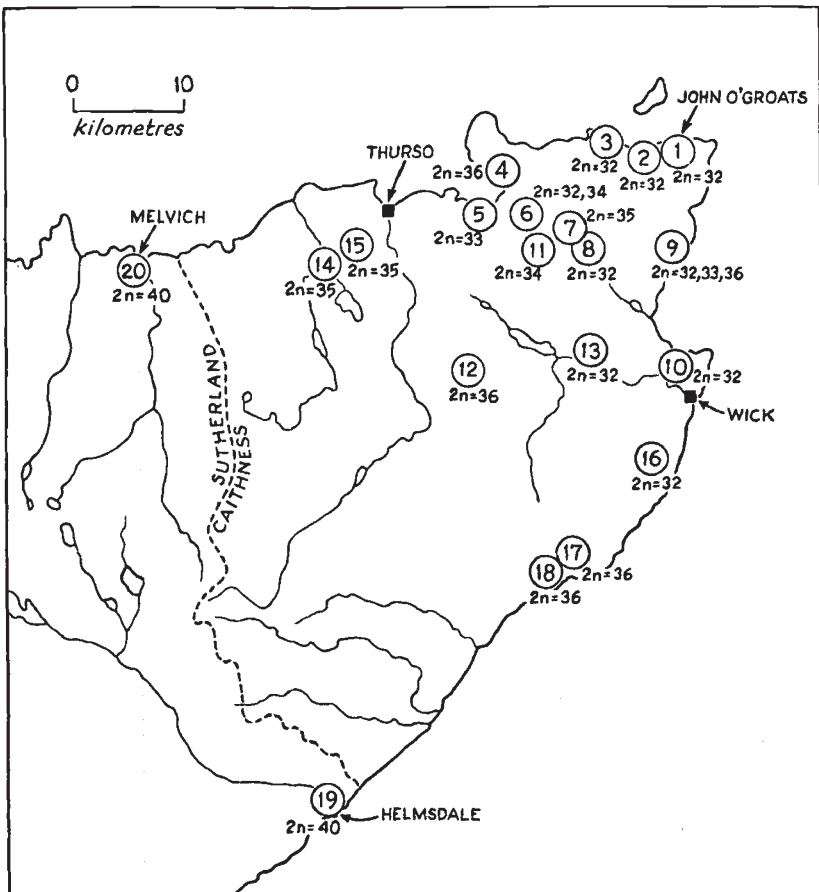 0 10
kilometres
JOHN O'GROATS
THURSO
MELVICH
3
2n=32
2
2n=32
1
2n=32
2n=36 4
2n=32,34
5
2n=33
6
7
2n=35
11
2n=34
8
2n=32
9
2n=32,33,36
15
2n=35
14
2n=35
20
2n=40
SUTHERLAND
CAITHNESS
12
2n=36
13
2n=32
10
2n=32
WICK
16
2n=32
17
2n=36
18
2n=36
19
2n=40
HELMSDALE